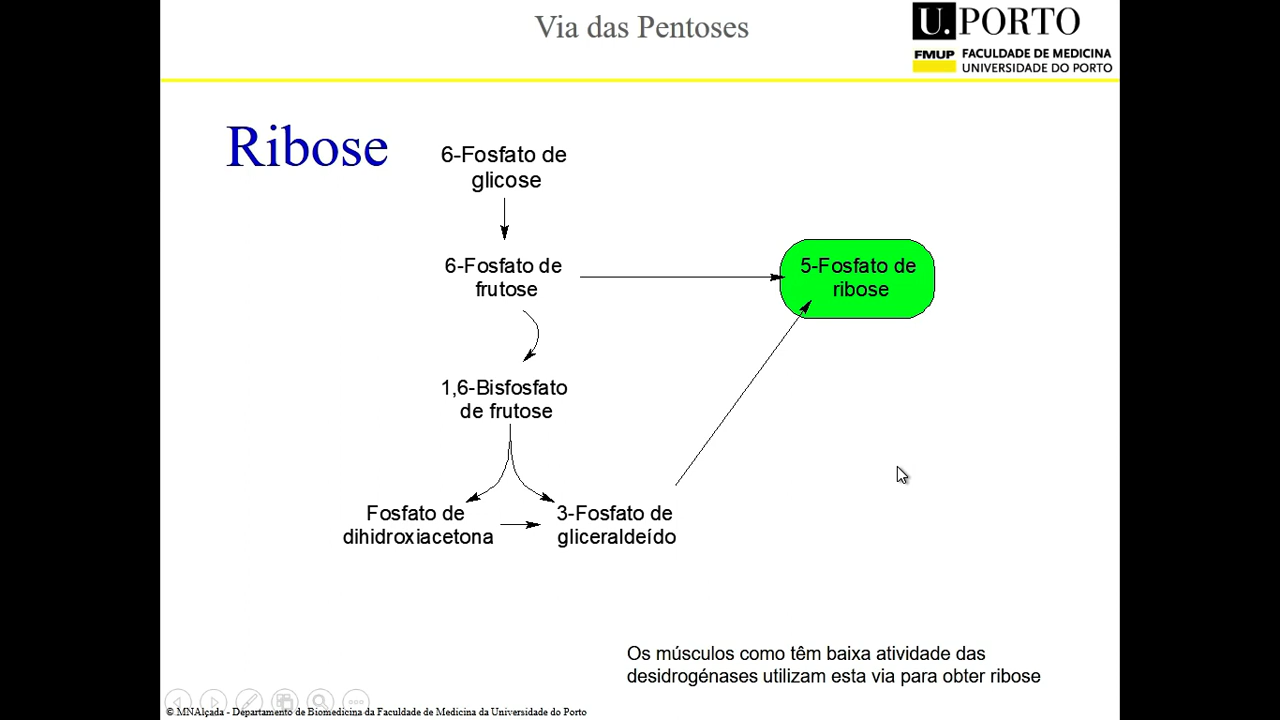 Via das Pentoses
U.PORTO
FMUP FACULDADE DE MEDICINA
UNIVERSIDADE DO PORTO
Ribose
6-Fosfato de
glicose
6-Fosfato de
frutose
5-Fosfato de
ribose
1,6-Bisfosfato
de frutose
Fosfato de
dihidroxiacetona
3-Fosfato de
gliceraldeído
Os músculos como têm baixa atividade das
desidrogénases utilizam esta via para obter ribose
© MNAlçada - Departamento de Biomedicina da Faculdade de Medicina da Universidade do Porto